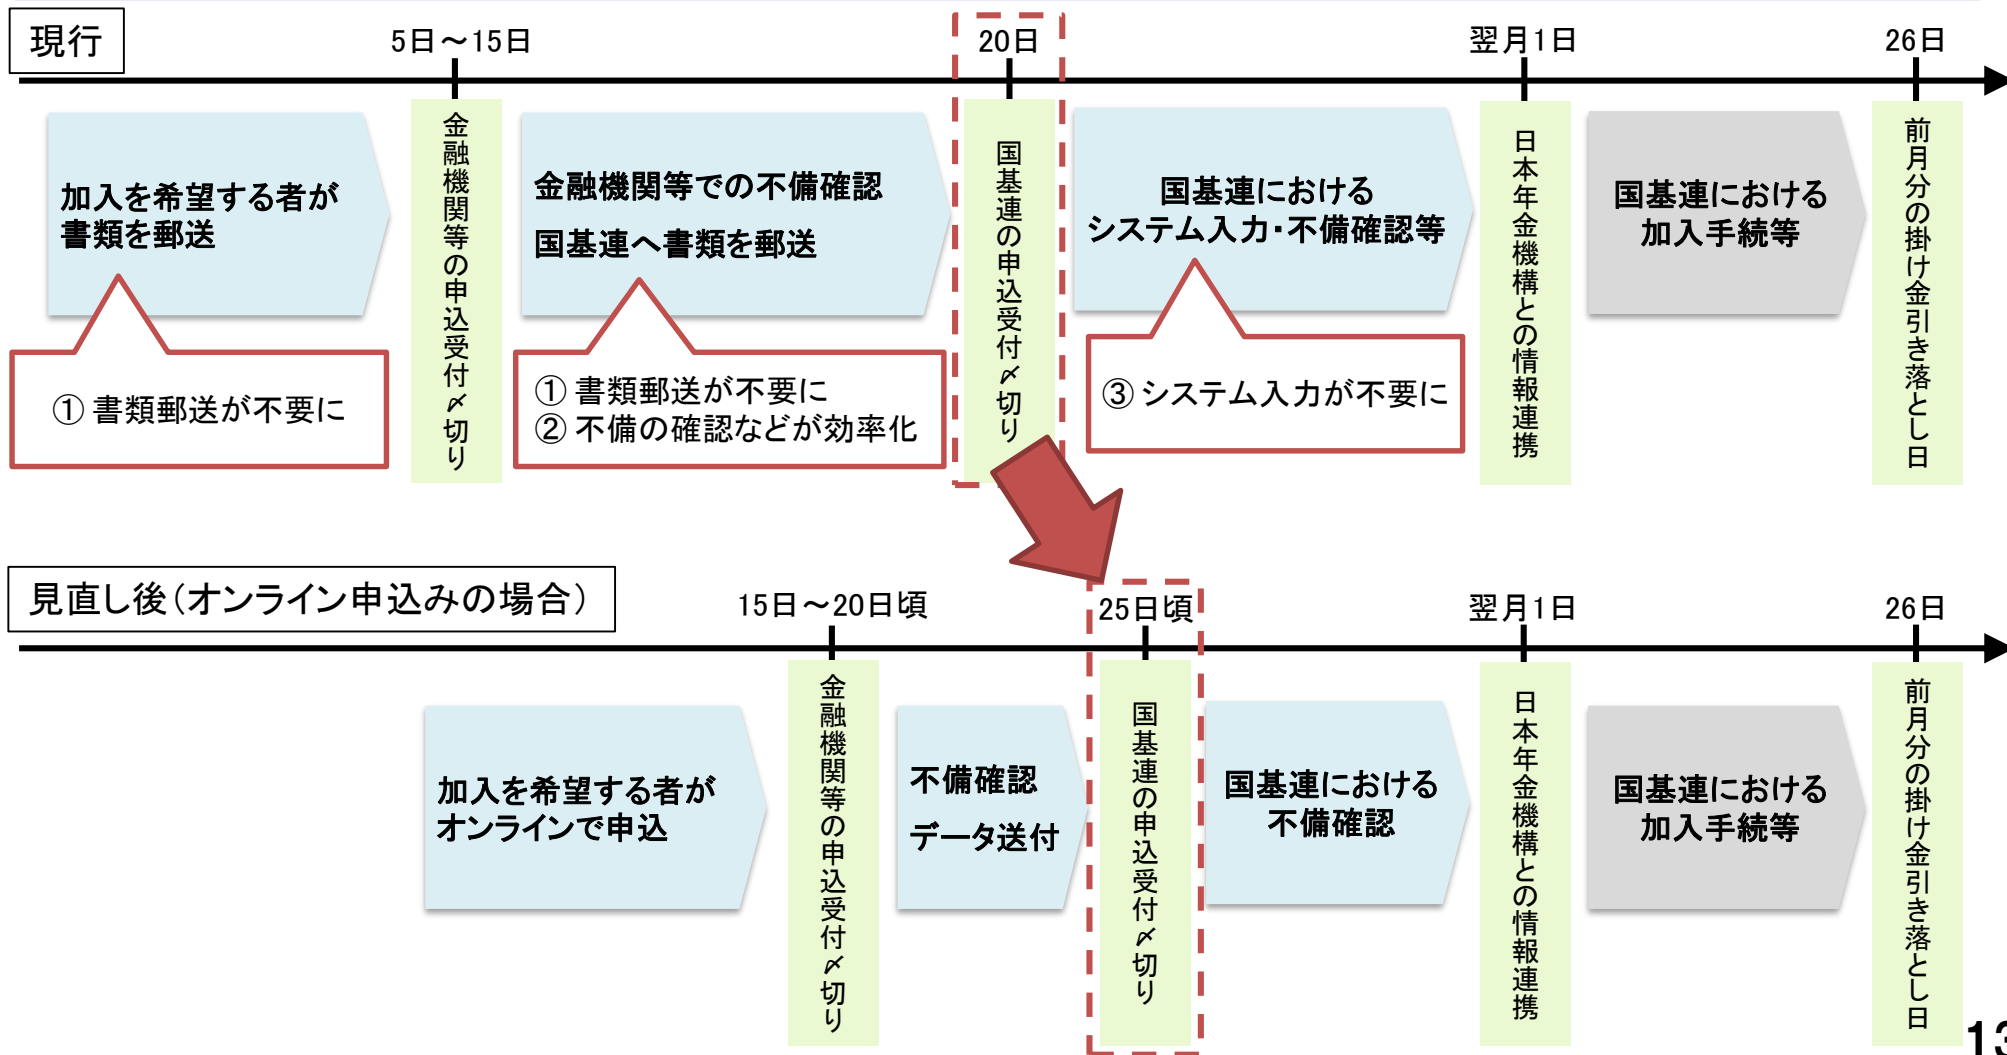 現行
5日～15日
20日
翌月1日
26日
加入を希望する者が
書類を郵送
金融機関等の申込受付〆切り
金融機関等での不備確認
国基連へ書類を郵送
国基連の申込受付〆切り
国基連における
システム入力・不備確認等
日本年金機構との情報連携
国基連における
加入手続等
前月分の掛け金引き落とし日
① 書類郵送が不要に
① 書類郵送が不要に
② 不備の確認などが効率化
③ システム入力が不要に
見直し後（オンライン申込みの場合）
15日～20日頃
25日頃
翌月1日
26日
加入を希望する者が
オンラインで申込
金融機関等の申込受付〆切り
不備確認
データ送付
国基連の申込受付〆切り
国基連における
不備確認
日本年金機構との情報連携
国基連における
加入手続等
前月分の掛け金引き落とし日
13